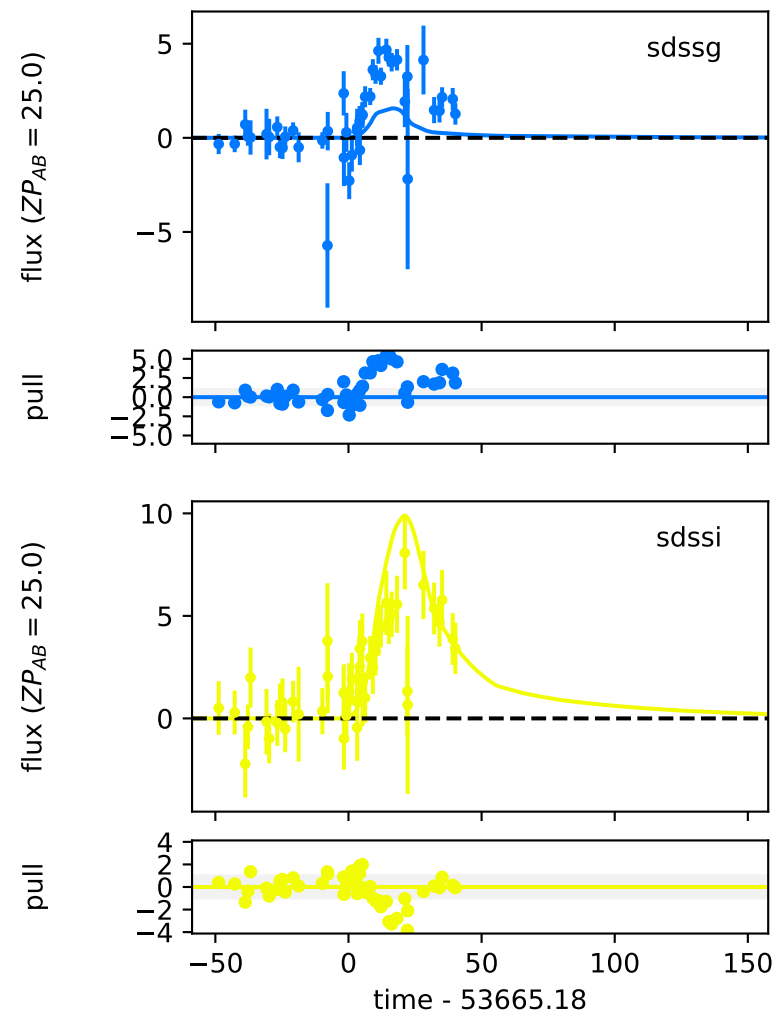 sdssg
flux (ZP_AB = 25.0)
5
0
−5
pull
5.0
2.5
0.0
−2.5
−5.0
sdssi
flux (ZP_AB = 25.0)
10
5
0
pull
4
2
0
−2
−4
−50 0 50 100 150
time - 53665.18